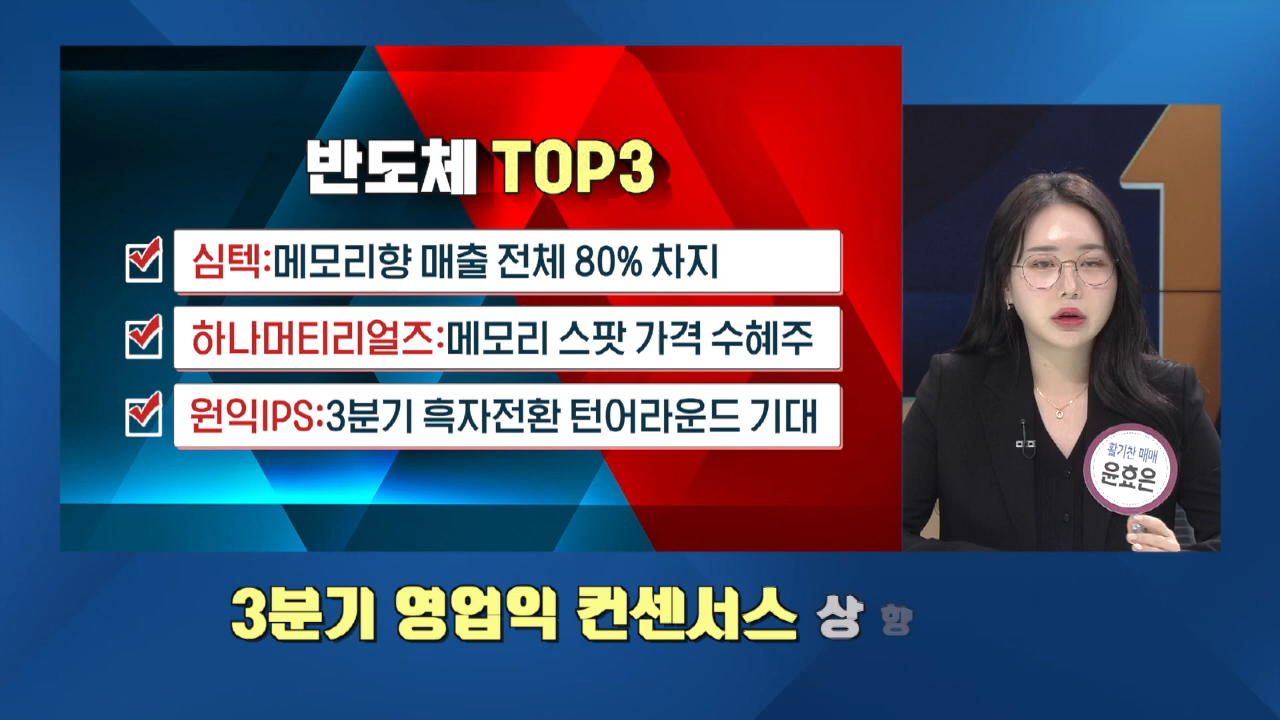 반도체 TOP3
심텍:메모리향 매출 전체 80% 차지
하나머티리얼즈:메모리 스팟 가격 수혜주
원익IPS:3분기 흑자전환 턴어라운드 기대
활기찬 매매
윤효은
3분기 영업익 컨센서스 상향